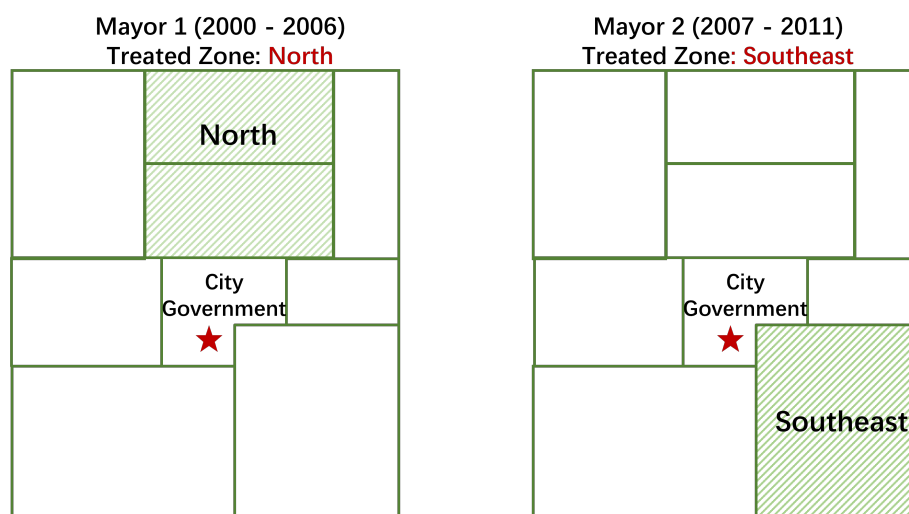 Mayor 1 (2000 - 2006)
Treated Zone: North
North
City
Government
Mayor 2 (2007 - 2011)
Treated Zone: Southeast
City
Government
Southeast